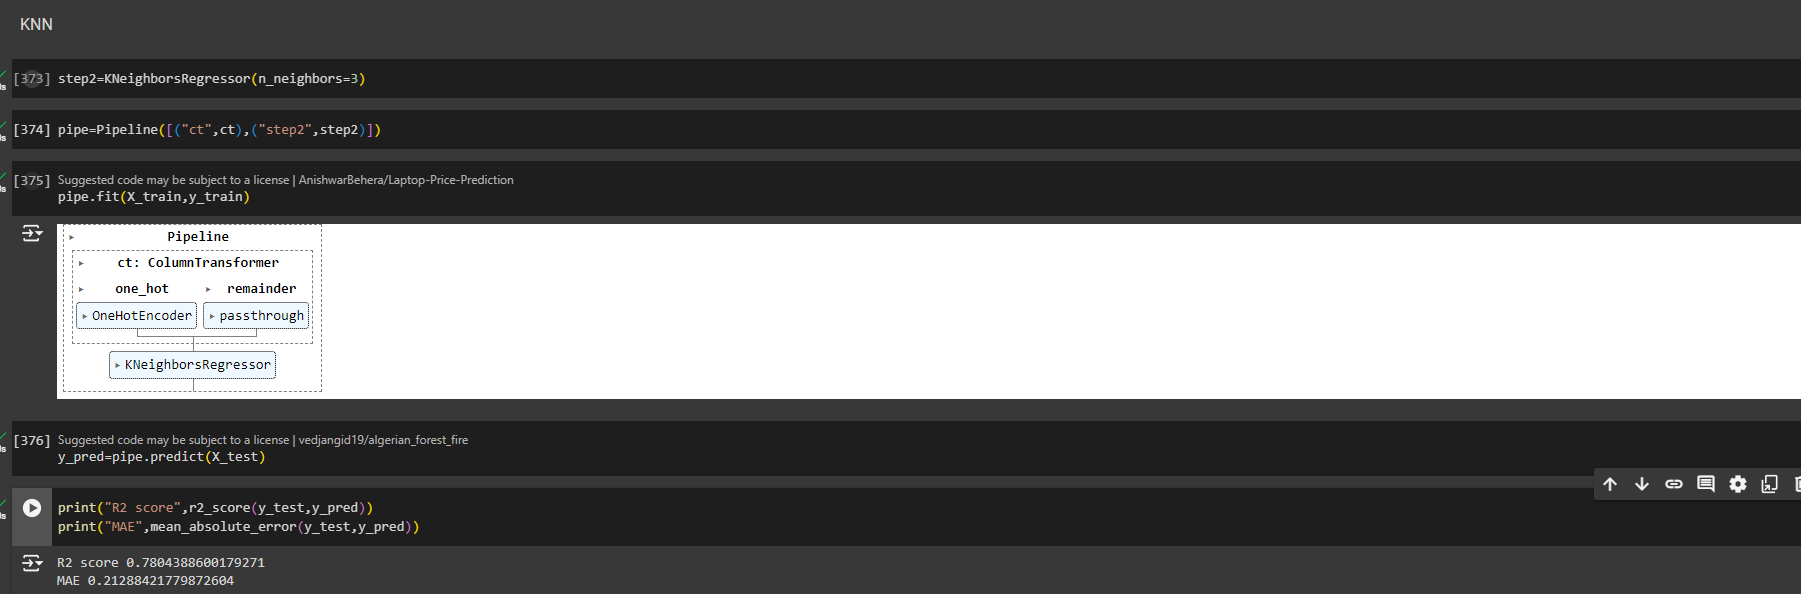 KNN
[373] step2=KNeighborsRegressor(n_neighbors=3)
[374] pipe=Pipeline([("ct",ct),("step2",step2)])
[375] Suggested code may be subject to a license | AnishwarBehera/Laptop-Price-Prediction
pipe.fit(X_train,y_train)
Pipeline
ct: ColumnTransformer
one_hot remainder
OneHotEncoder passthrough
KNeighborsRegressor
[376] Suggested code may be subject to a license | vedjangid19/algerian_forest_fire
y_pred=pipe.predict(X_test)
print("R2 score",r2_score(y_test,y_pred))
print("MAE",mean_absolute_error(y_test,y_pred))
R2 score 0.7804388600179271
MAE 0.21288421779872604